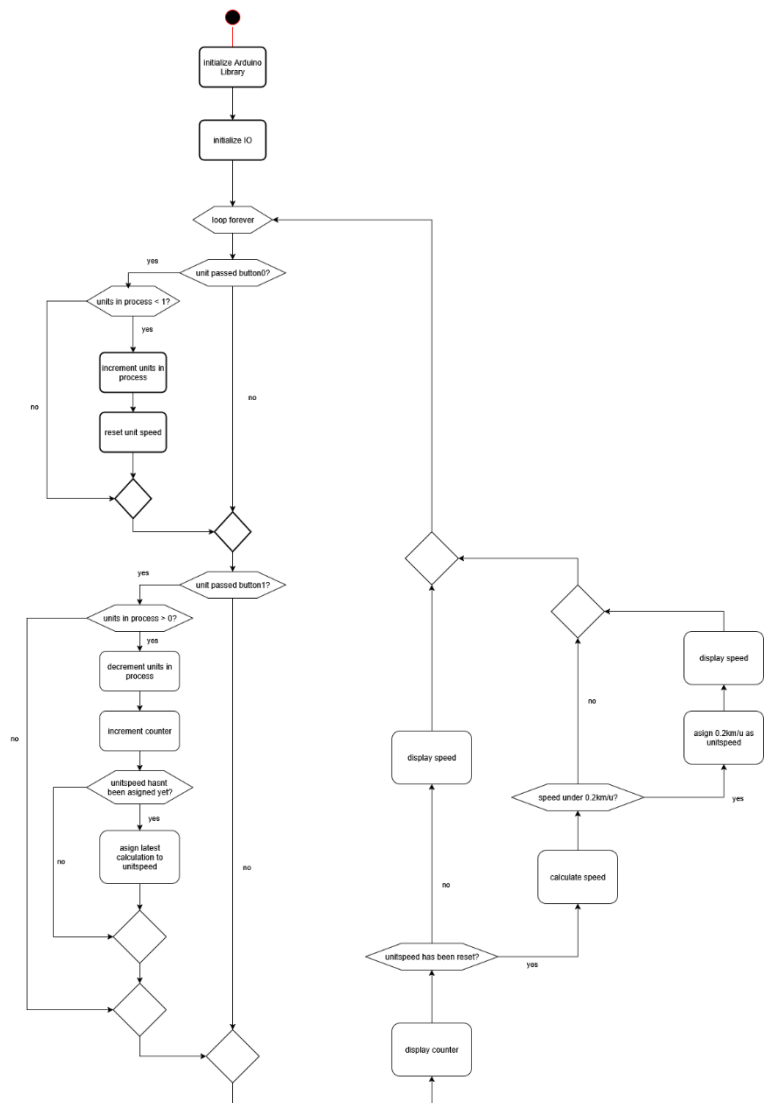 initialize Arduino
Library
initialize IO
loop forever
yes
unit passed button0?
units in process < 1?
yes
increment units in
process
no
no
reset unit speed
yes
unit passed button1?
units in process > 0?
yes
decrement units in
process
increment counter
no
unitspeed hasnt
been asigned yet?
yes
asign latest
calculation to
unitspeed
no
no
display speed
asign 0.2km/u as
unitspeed
no
display speed
speed under 0.2km/u?
yes
calculate speed
no
unitspeed has been reset?
yes
display counter